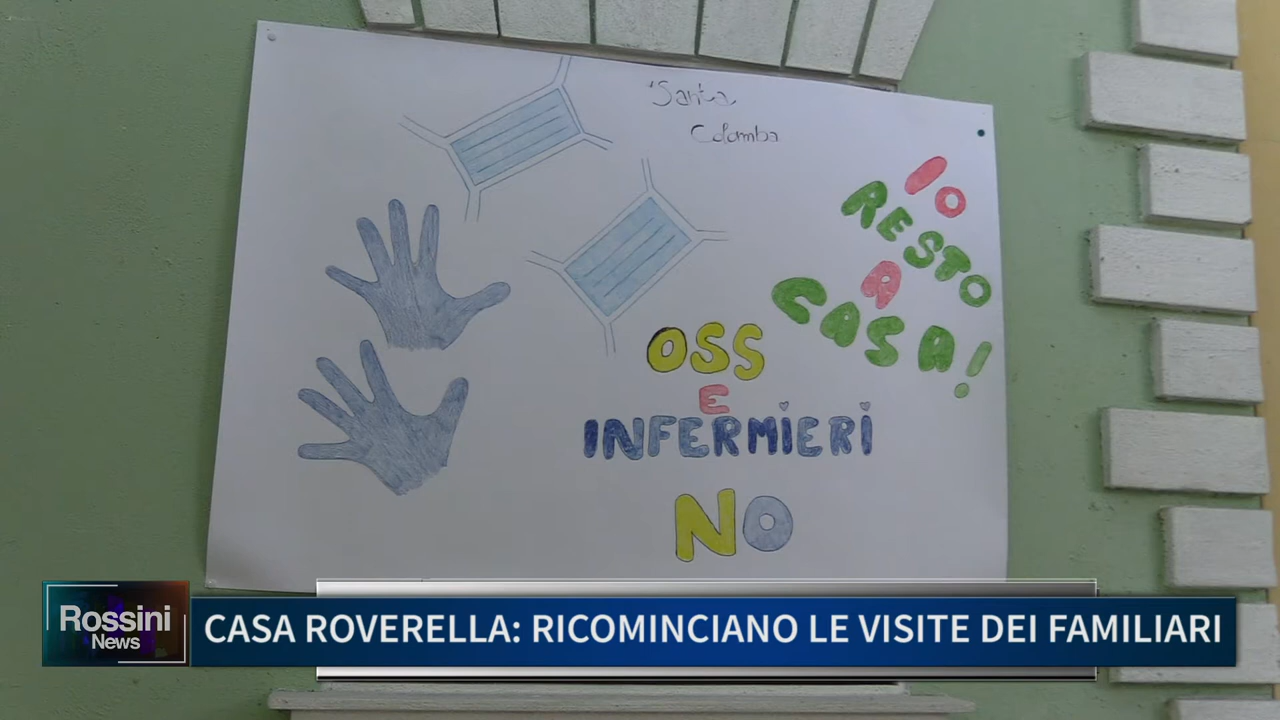 Santa
Colomba
IO
RESTO
A
CASA!
OSS
E
INFERMIERI
NO
Rossini
News
CASA ROVERELLA: RICOMINCIANO LE VISITE DEI FAMILIARI